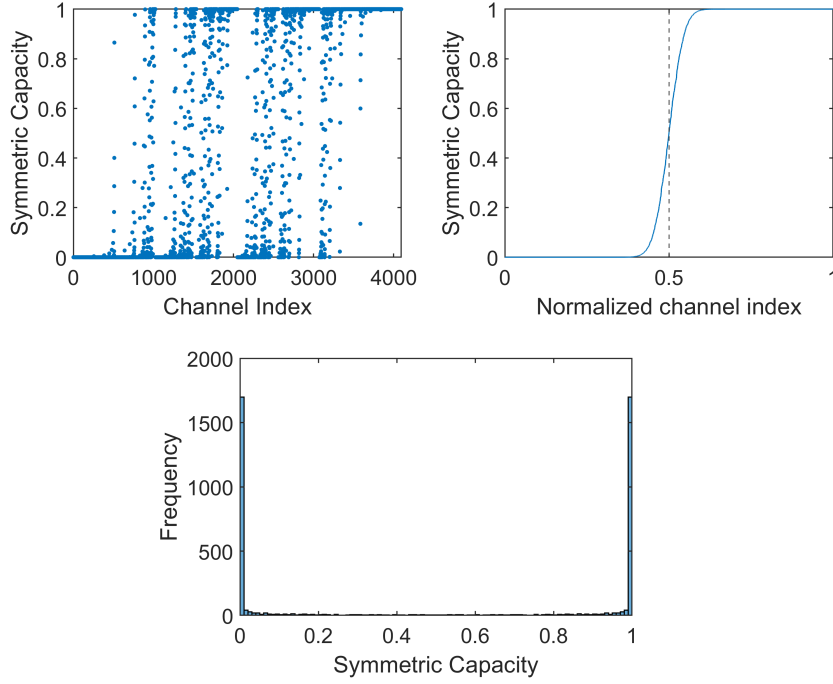 1
0.8
0.6
0.4
0.2
0
Symmetric Capacity
0 1000 2000 3000 4000
Channel Index
1
0.8
0.6
0.4
0.2
0
Symmetric Capacity
0 0.5 1
Normalized channel index
2000
1500
1000
500
0
Frequency
0 0.2 0.4 0.6 0.8 1
Symmetric Capacity